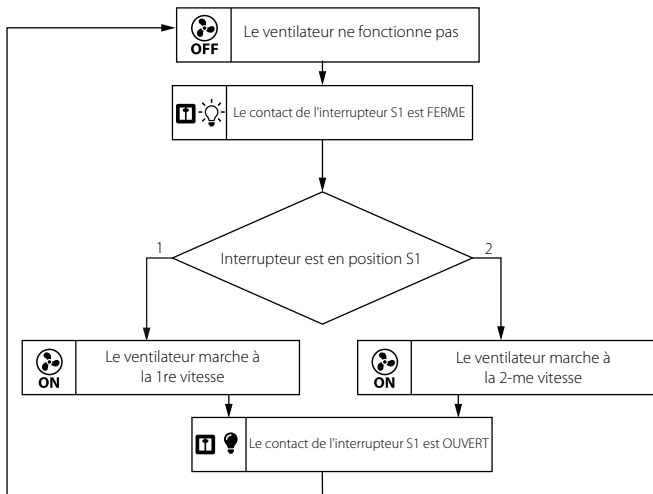 OFF
Le ventilateur ne fonctionne pas
Le contact de l'interrupteur S1 est FERME
1
Interrupteur est en position S1
2
ON
Le ventilateur marche à
la 1re vitesse
ON
Le ventilateur marche à
la 2-me vitesse
Le contact de l'interrupteur S1 est OUVERT